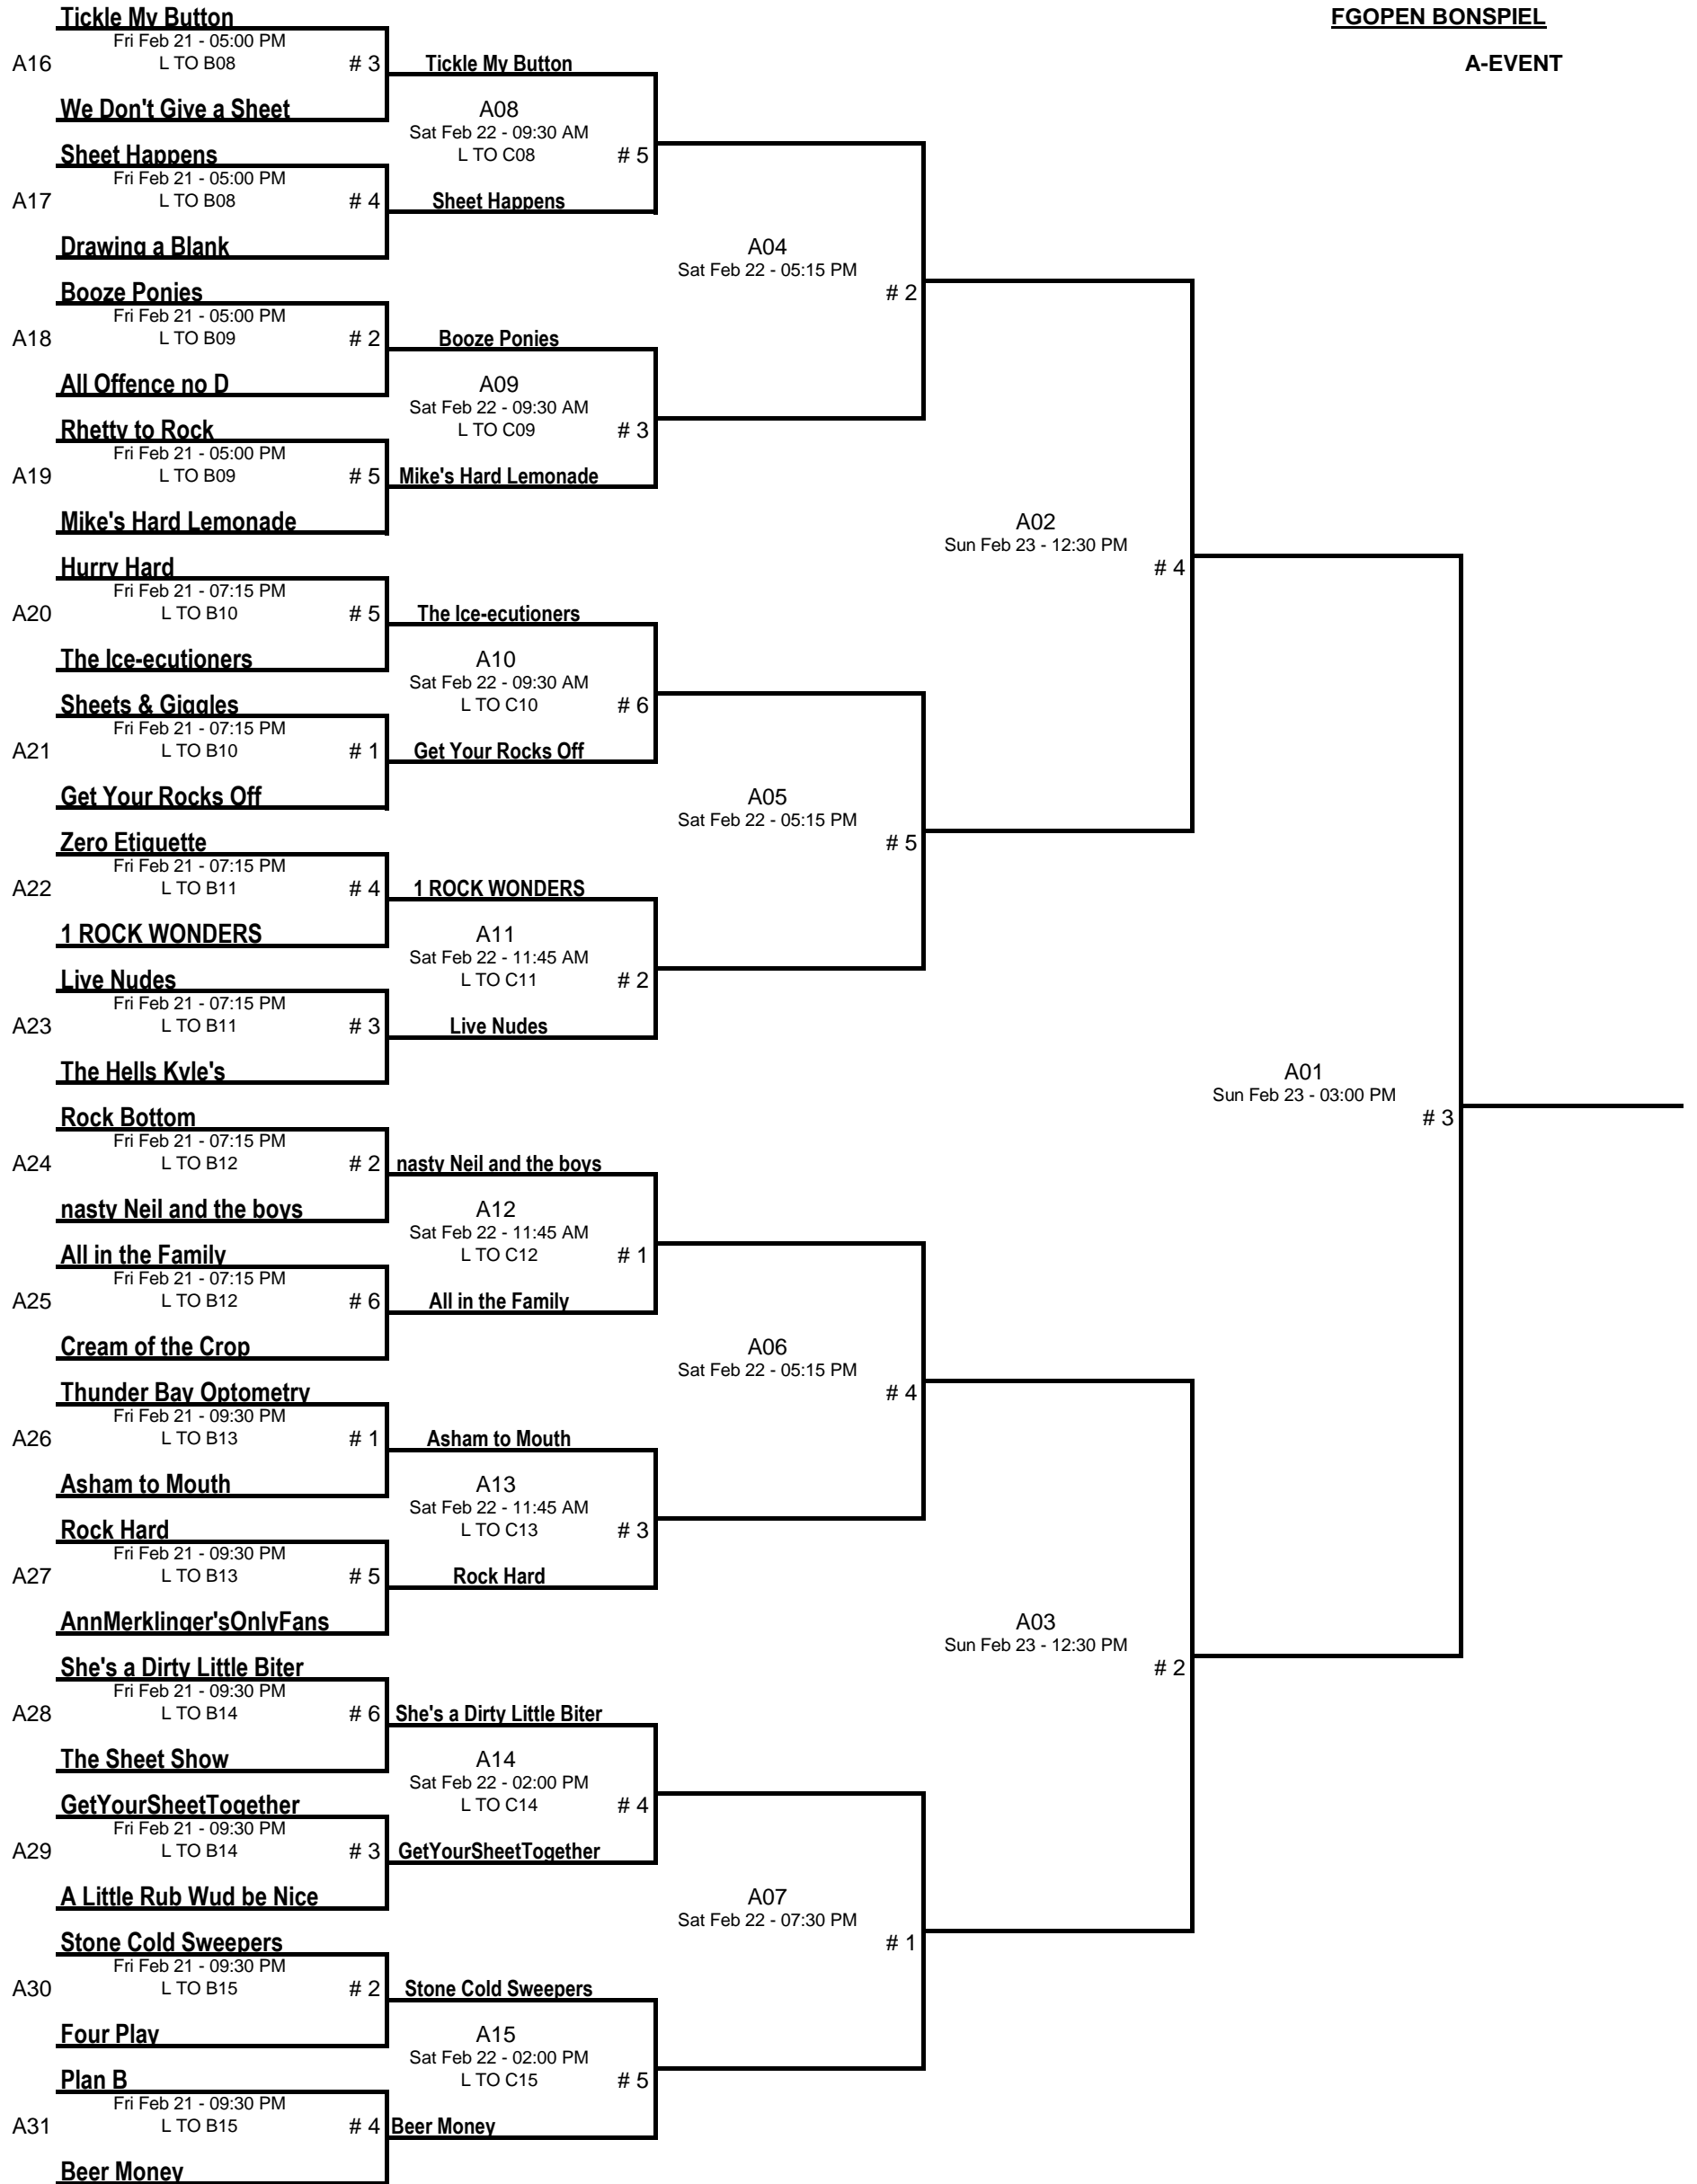 FGOPEN BONSPIEL
A-EVENT
Tickle My Button
Fri Feb 21 - 05:00 PM
A16 L TO B08 # 3
We Don't Give a Sheet
Sheet Happens
Fri Feb 21 - 05:00 PM
A17 L TO B08 # 4
Drawing a Blank
Booze Ponies
Fri Feb 21 - 05:00 PM
A18 L TO B09 # 2
All Offence no D
Rhetty to Rock
Fri Feb 21 - 05:00 PM
A19 L TO B09 # 5
Mike's Hard Lemonade
Hurry Hard
Fri Feb 21 - 07:15 PM
A20 L TO B10 # 5
The Ice-ecutioners
Sheets & Giggles
Fri Feb 21 - 07:15 PM
A21 L TO B10 # 1
Get Your Rocks Off
Zero Etiquette
Fri Feb 21 - 07:15 PM
A22 L TO B11 # 4
1 ROCK WONDERS
Live Nudes
Fri Feb 21 - 07:15 PM
A23 L TO B11 # 3
The Hells Kyle's
Rock Bottom
Fri Feb 21 - 07:15 PM
A24 L TO B12 # 2
nasty Neil and the boys
All in the Family
Fri Feb 21 - 07:15 PM
A25 L TO B12 # 6
Cream of the Crop
Thunder Bay Optometry
Fri Feb 21 - 09:30 PM
A26 L TO B13 # 1
Asham to Mouth
Rock Hard
Fri Feb 21 - 09:30 PM
A27 L TO B13 # 5
AnnMerklinger'sOnlyFans
She's a Dirty Little Biter
Fri Feb 21 - 09:30 PM
A28 L TO B14 # 6
The Sheet Show
GetYourSheetTogether
Fri Feb 21 - 09:30 PM
A29 L TO B14 # 3
A Little Rub Wud be Nice
Stone Cold Sweepers
Fri Feb 21 - 09:30 PM
A30 L TO B15 # 2
Four Play
Plan B
Fri Feb 21 - 09:30 PM
A31 L TO B15 # 4
Beer Money
Tickle My Button
A08
Sat Feb 22 - 09:30 AM
L TO C08 # 5
Sheet Happens
Booze Ponies
A09
Sat Feb 22 - 09:30 AM
L TO C09 # 3
Mike's Hard Lemonade
The Ice-ecutioners
A10
Sat Feb 22 - 09:30 AM
L TO C10 # 6
Get Your Rocks Off
1 ROCK WONDERS
A11
Sat Feb 22 - 11:45 AM
L TO C11 # 2
Live Nudes
nasty Neil and the boys
A12
Sat Feb 22 - 11:45 AM
L TO C12 # 1
All in the Family
Asham to Mouth
A13
Sat Feb 22 - 11:45 AM
L TO C13 # 3
Rock Hard
She's a Dirty Little Biter
A14
Sat Feb 22 - 02:00 PM
L TO C14 # 4
GetYourSheetTogether
Stone Cold Sweepers
A15
Sat Feb 22 - 02:00 PM
L TO C15 # 5
Beer Money
A04
Sat Feb 22 - 05:15 PM
# 2
A05
Sat Feb 22 - 05:15 PM
# 5
A06
Sat Feb 22 - 05:15 PM
# 4
A07
Sat Feb 22 - 07:30 PM
# 1
A02
Sun Feb 23 - 12:30 PM
# 4
A03
Sun Feb 23 - 12:30 PM
# 2
A01
Sun Feb 23 - 03:00 PM
# 3